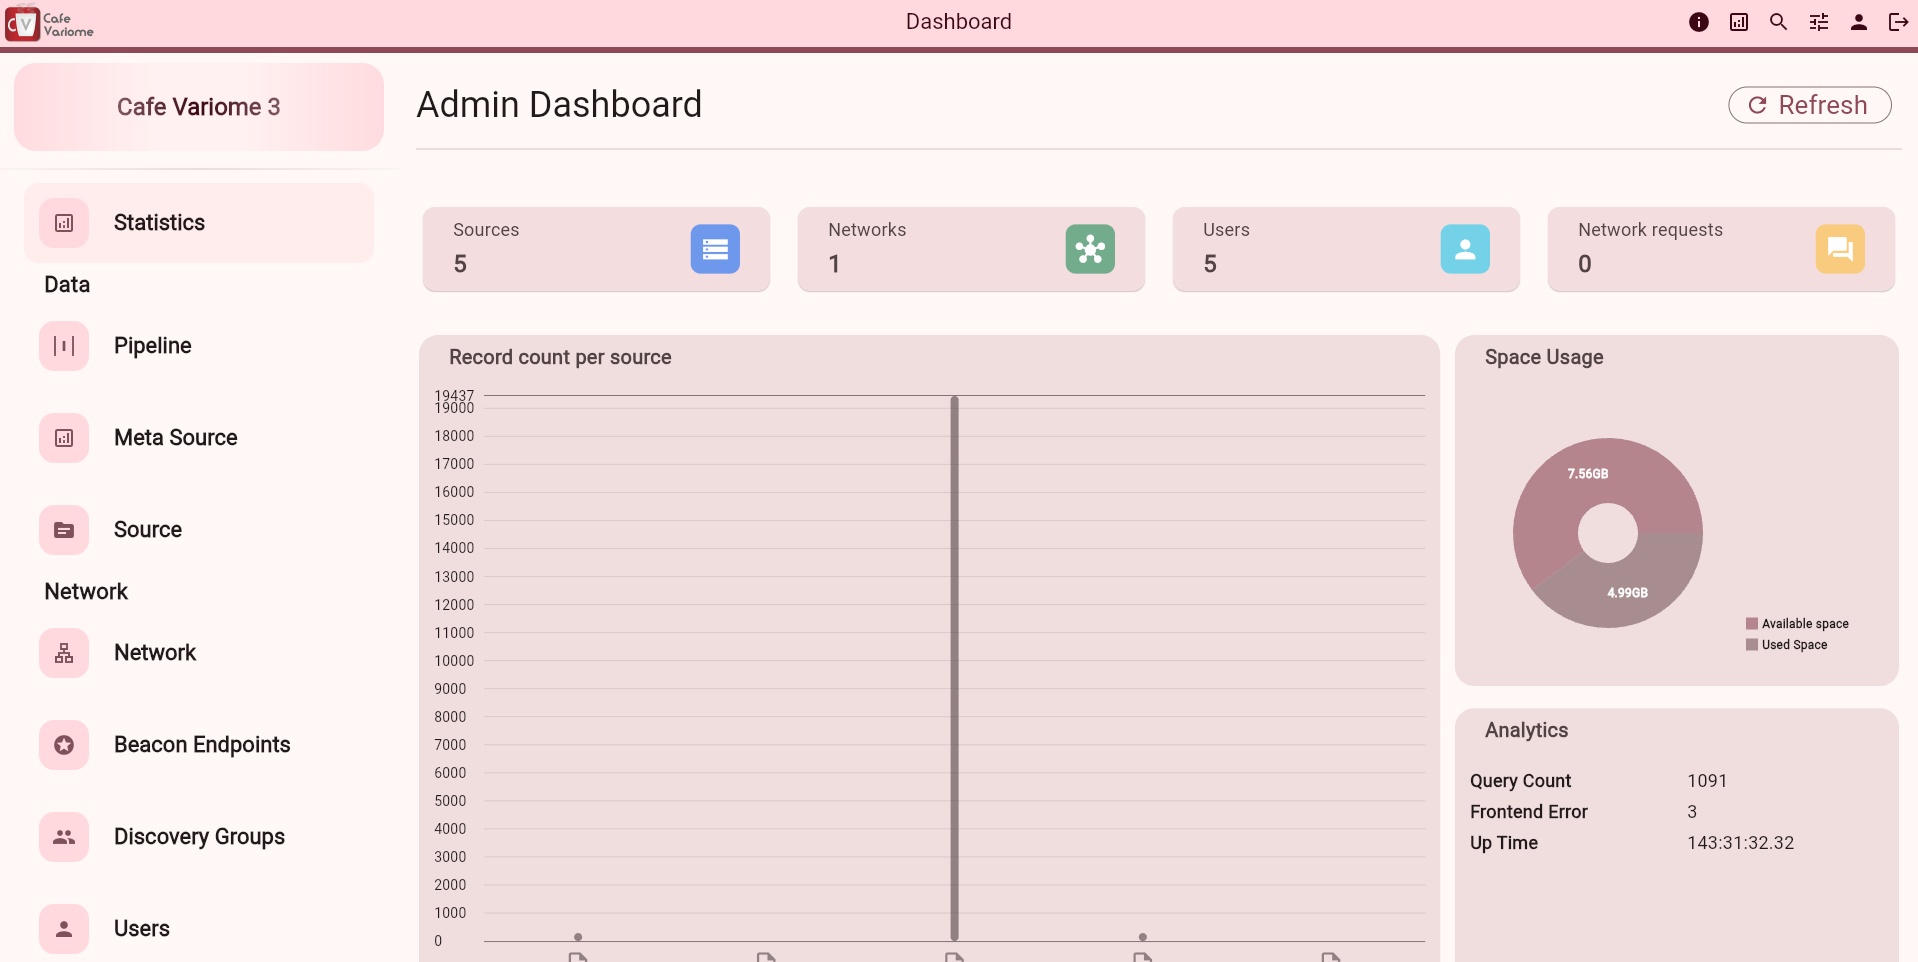 Cafe
Variome
Dashboard
Cafe Variome 3
Statistics
Data
Pipeline
Meta Source
Source
Network
Network
Beacon Endpoints
Discovery Groups
Users
Admin Dashboard
Refresh
Sources
5
Networks
1
Users
5
Network requests
0
Record count per source
19437
19000
18000
17000
16000
15000
14000
13000
12000
11000
10000
9000
8000
7000
6000
5000
4000
3000
2000
1000
0
Space Usage
7.56GB
4.99GB
Available space
Used Space
Analytics
Query Count 1091
Frontend Error 3
Up Time 143:31:32.32